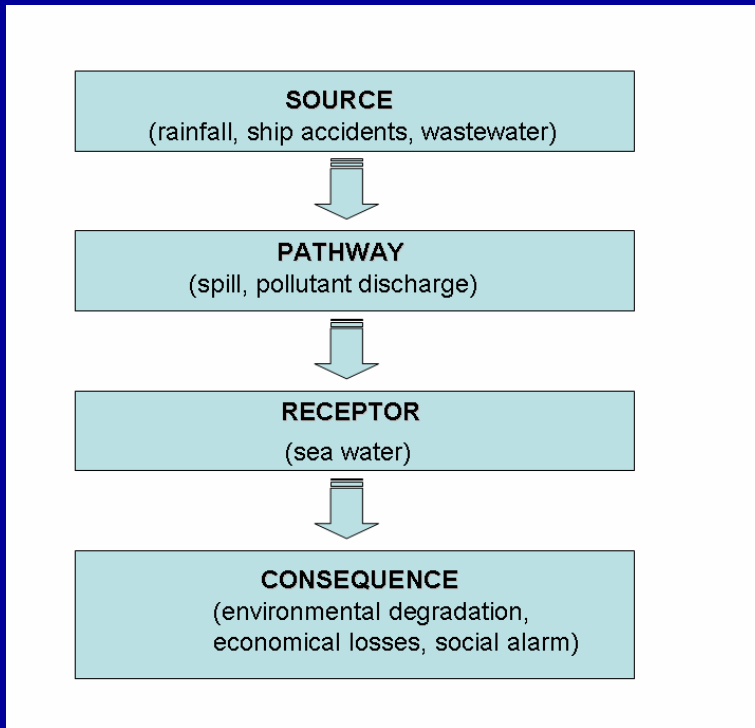 SOURCE
(rainfall, ship accidents, wastewater)
PATHWAY
(spill, pollutant discharge)
RECEPTOR
(sea water)
CONSEQUENCE
(environmental degradation,
economical losses, social alarm)